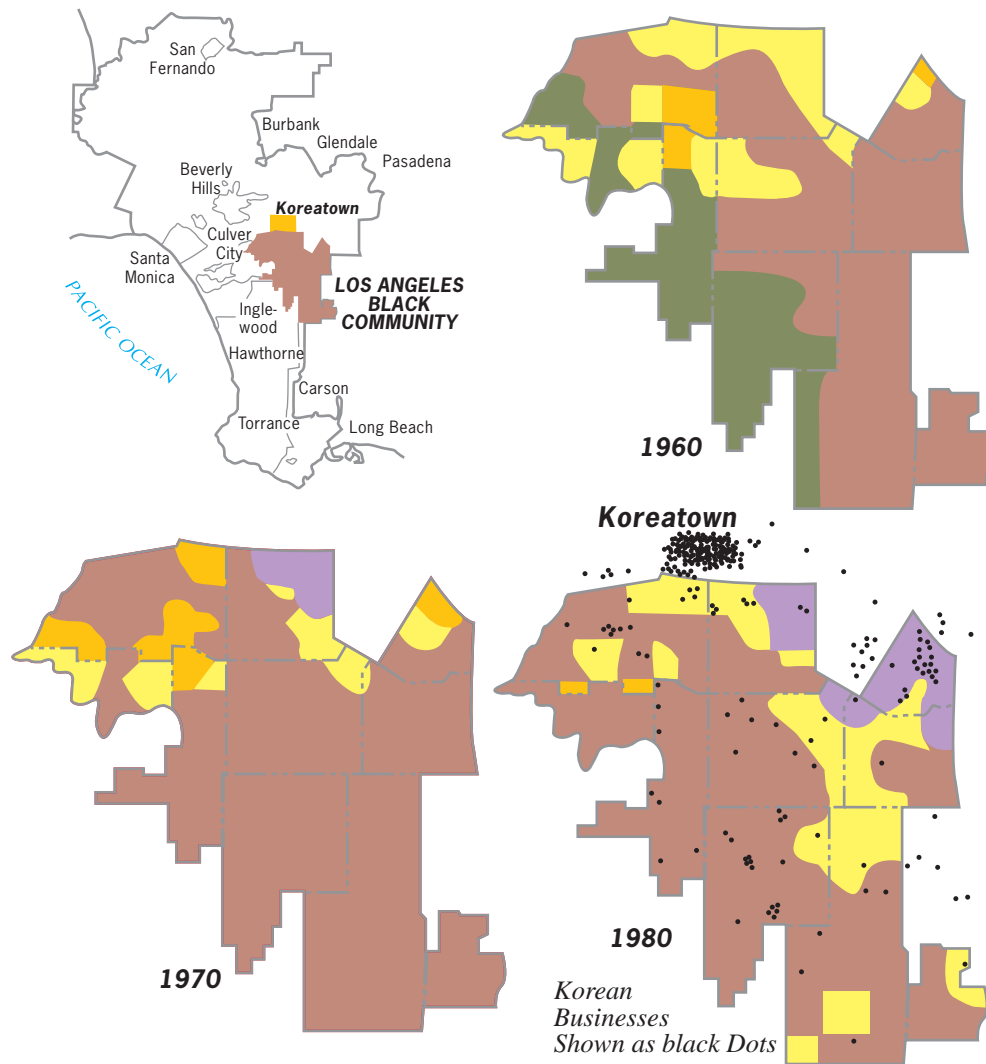 San
Fernando
Burbank
Glendale
Pasadena
Beverly
Hills
Koreatown
Culver
City
Santa
Monica
LOS ANGELES
BLACK
COMMUNITY
PACIFIC OCEAN
Ingle-
wood
Hawthorne
Carson
Torrance
Long Beach
1960
Koreatown
1970
1980
Korean
Businesses
Shown as black Dots